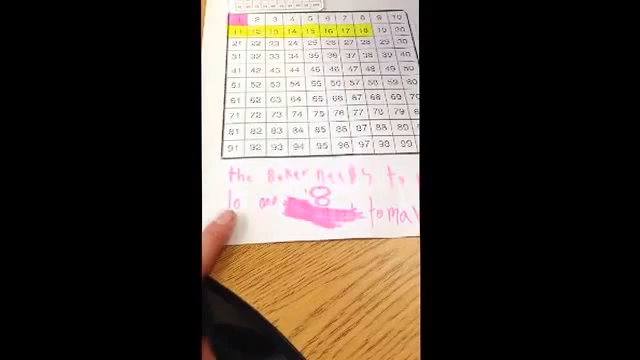 1 2 3 4 5 6 7 8 9 10
11 12 13 14 15 16 17 18 19 20
21 22 23 24 25 26 27 28 29 30
31 32 33 34 35 36 37 38 39 40
41 42 43 44 45 46 47 48 49 50
51 52 53 54 55 56 57 58 59 60
61 62 63 64 65 66 67 68 69 70
71 72 73 74 75 76 77 78 79 80
81 82 83 84 85 86 87 88 89 90
91 92 93 94 95 96 97 98 99
the Baker needs to
10 8 to mak